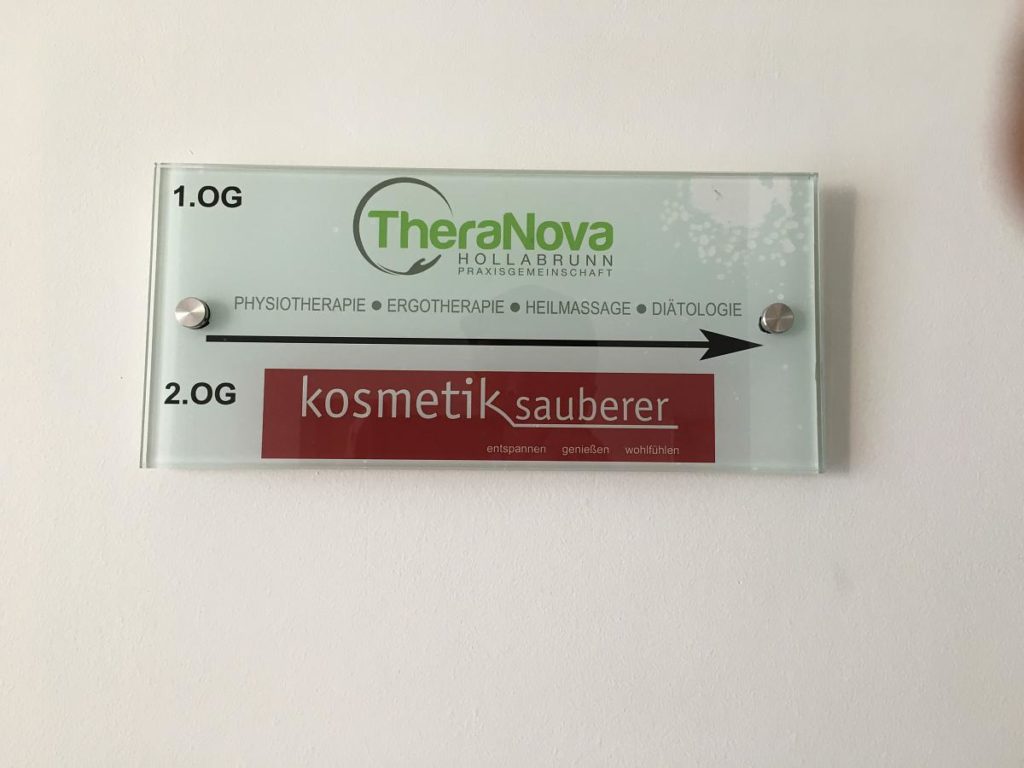 1.OG
TheraNova
HOLLABRUNN
PRAXISGEMEINSCHAFT
PHYSIOTHERAPIE ● ERGOTHERAPIE ● HEILMASSAGE ● DIÄTOLOGIE
2.OG
kosmetik sauberer
entspannen genießen wohlfühlen